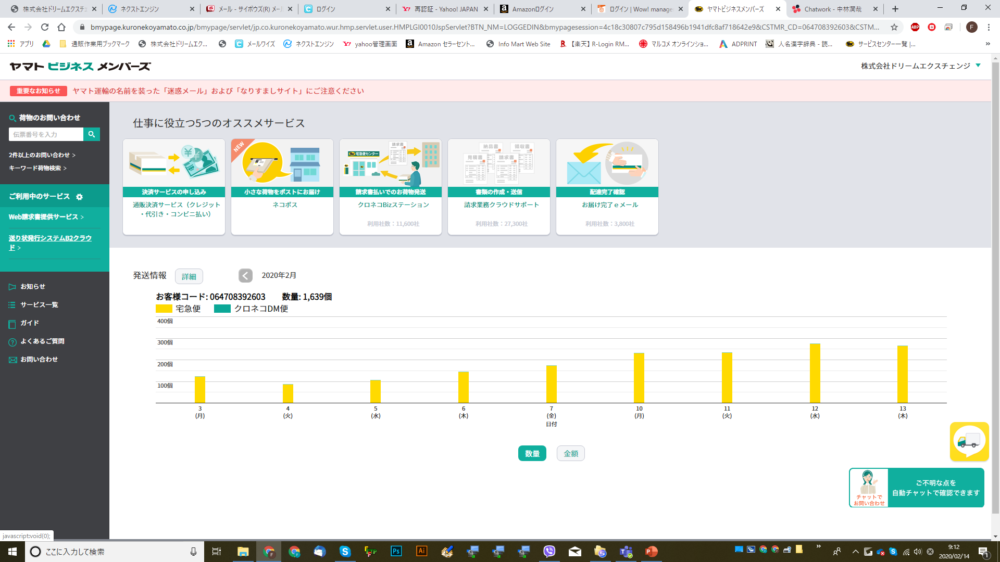 株式会社ドリームエクスチェ
ネクストエンジン
メール - サイボウズ(R) メール
ログイン
再認証 - Yahoo! JAPAN
Amazonログイン
ログイン | Wow! manage
ヤマトビジネスメンバーズ
Chatwork - 中林潤哉
bmypage.kuronekoyamato.co.jp/bmypage/servlet/jp.co.kuronekoyamato.wur.hmp.servlet.user.HMPLGI0010JspServlet?BTN_NM=LOGGEDIN&bmypagesession=4c18c30807c795d158496b1941dfc8af718642e9&CSTMR_CD=064708392603&CSTM...
ABP
F
アプリ
通販作業用ブックマーク
株式会社ドリームエク...
メールワイズ
ネクストエンジン
yahoo管理画面
Amazon セラーセント...
Info Mart Web Site
【楽天】R-Login RM...
マルコメ オンラインショ...
ADPRINT
人名漢字辞典 - 読...
サービスセンター一覧 |...
ヤマト ビジネス メンバーズ
株式会社ドリームエクスチェンジ
重要なお知らせ
ヤマト運輸の名前を装った「迷惑メール」および「なりすましサイト」にご注意ください
荷物のお問い合わせ
伝票番号を入力
2件以上のお問い合わせ >
キーワード荷物検索 >
ご利用中のサービス
Web請求書提供サービス >
送り状発行システムB2クラウ
ド >
お知らせ
サービス一覧
ガイド
よくあるご質問
お問い合わせ
仕事に役立つ5つのオススメサービス
決済サービスの申し込み
通販決済サービス（クレジット
・代引き・コンビニ払い）
NEW
小さな荷物をポストにお届け
ネコポス
宅急便センター
請求書
請求書払いでのお荷物発送
クロネコBizステーション
利用社数：11,600社
納品書
領収書
見積書
請求書
書類の作成・送信
請求業務クラウドサポート
利用社数：27,300社
配達完了確認
お届け完了ｅメール
利用社数：3,800社
発送情報
詳細
2020年2月
お客様コード: 064708392603
数量: 1,639個
宅急便
クロネコDM便
400個
300個
200個
100個
3
(月)
4
(火)
5
(水)
6
(木)
7
(金)
10
(月)
11
(火)
12
(水)
13
(木)
日付
数量
金額
チャットで
お問い合わせ
ご不明な点を
自動チャットで確認できます
javascript:void(0);
ここに入力して検索
9:12
2020/02/14
1